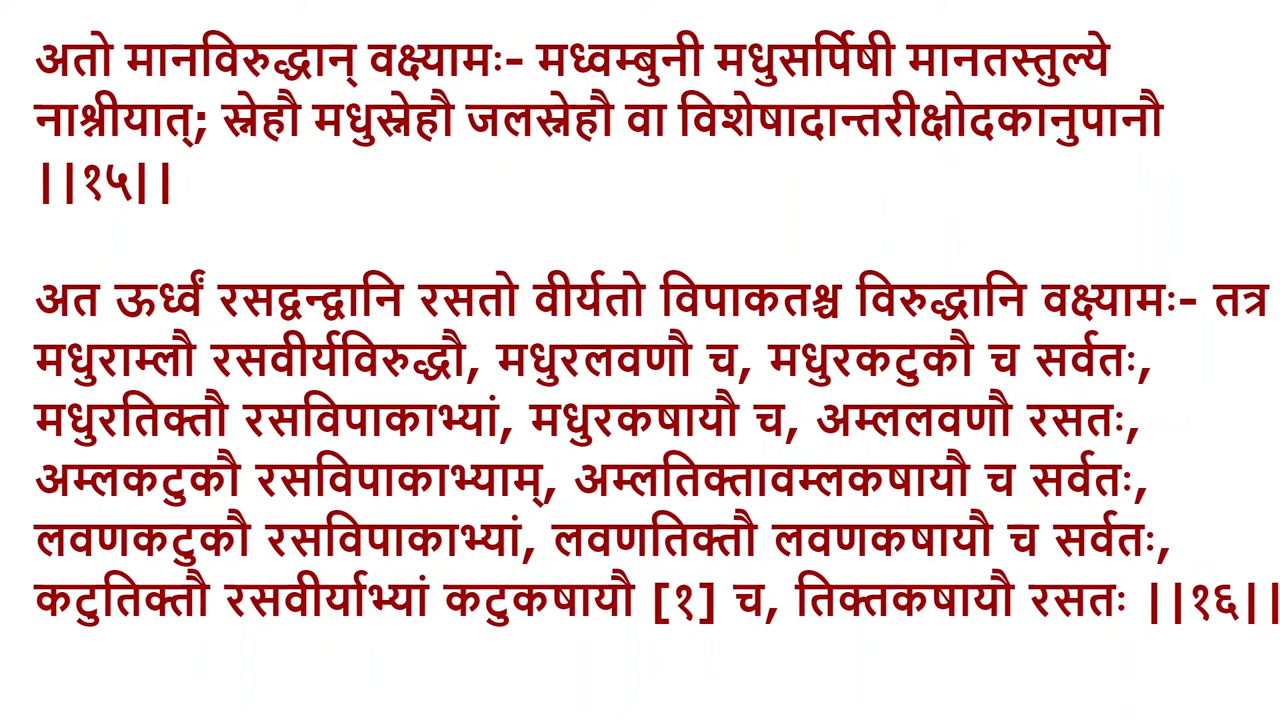 अतो मानविरुद्धान् वक्ष्यामः- मध्वम्बुनी मधुसर्पिषी मानतस्तुल्ये
नाश्नीयात्; स्नेहौ मधुस्नेहौ जलस्नेहौ वा विशेषादान्तरीक्षोदकानुपानौ
||१५||
अत ऊर्ध्वं रसद्वन्द्वानि रसतो वीर्यतो विपाकतश्च विरुद्धानि वक्ष्यामः- तत्र
मधुराम्लौ रसवीर्यविरुद्धौ, मधुरलवणौ च, मधुरकटुकौ च सर्वतः,
मधुरतिक्तौ रसविपाकाभ्यां, मधुरकषायौ च, अम्ललवणौ रसतः,
अम्लकटुकौ रसविपाकाभ्याम्, अम्लतिक्तावम्लकषायौ च सर्वतः,
लवणकटुकौ रसविपाकाभ्यां, लवणतिक्तौ लवणकषायौ च सर्वतः,
कटुतिक्तौ रसवीर्याभ्यां कटुकषायौ [१] च, तिक्तकषायौ रसतः ||१६||